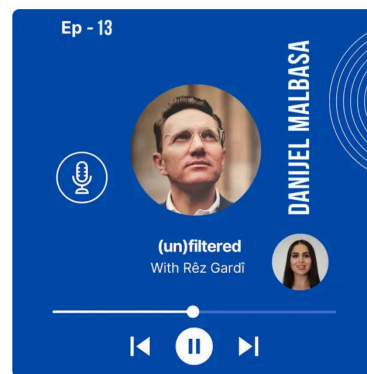 Ep - 13
DANIJEL MALBASA
(un)filtered
With Rêz Gardî